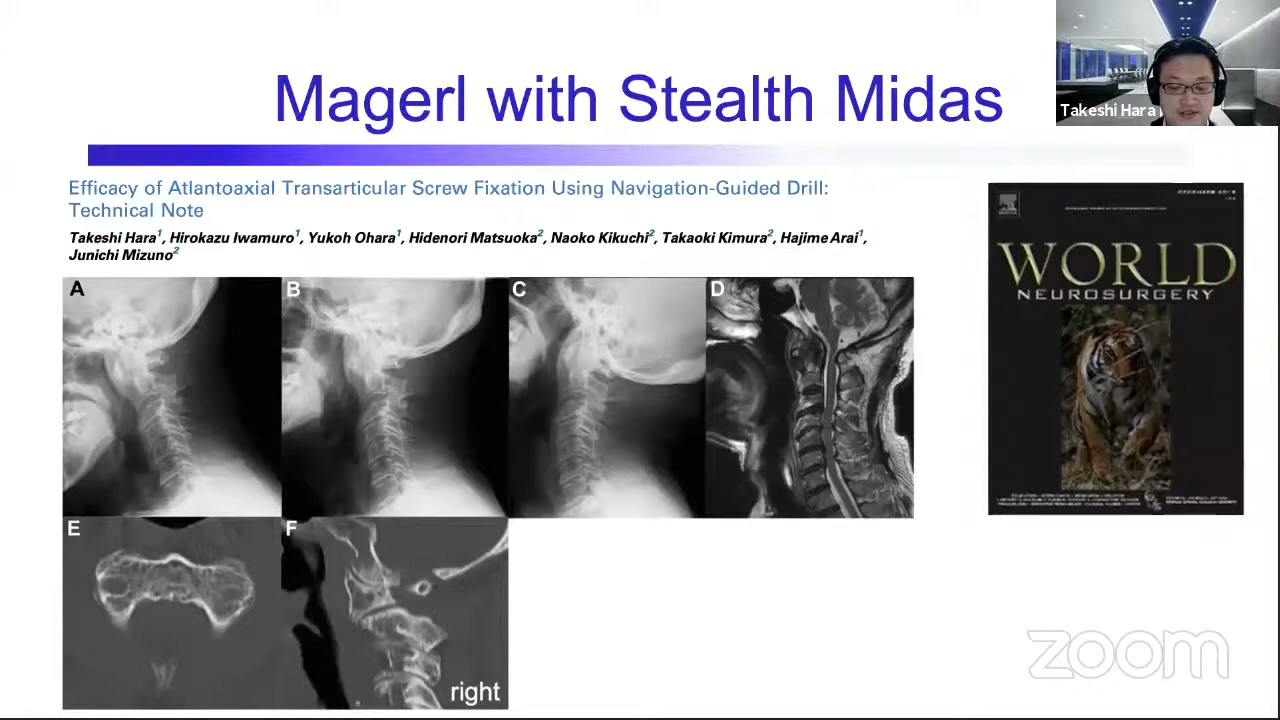 Magerl with Stealth Midas
Takeshi Hara
Efficacy of Atlantoaxial Transarticular Screw Fixation Using Navigation-Guided Drill:
Technical Note
Takeshi Hara1, Hirokazu Iwamuro1, Yukoh Ohara1, Hidenori Matsuoka2, Naoko Kikuchi2, Takaoki Kimura2, Hajime Arai1,
Junichi Mizuno2
A
B
C
D
WORLD
NEUROSURGERY
E
F
right
zoom